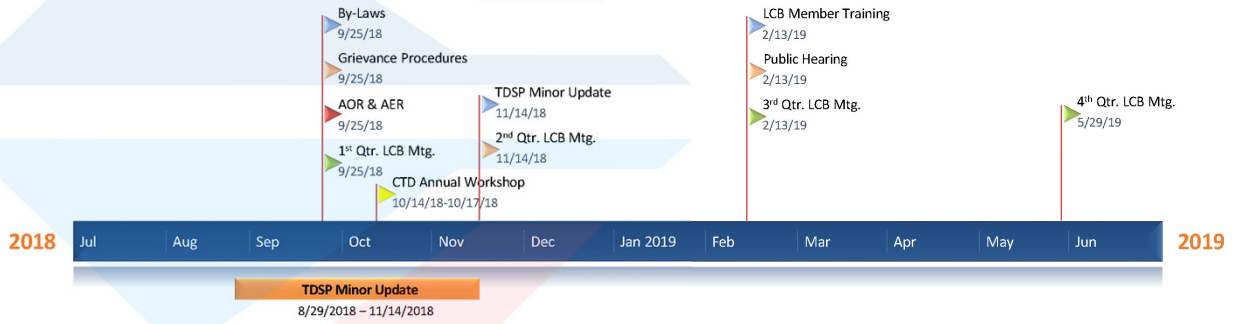 By-Laws
9/25/18
Grievance Procedures
9/25/18
AOR & AER
9/25/18
1st Qtr. LCB Mtg.
9/25/18
CTD Annual Workshop
10/14/18-10/17/18
TDSP Minor Update
11/14/18
2nd Qtr. LCB Mtg.
11/14/18
LCB Member Training
2/13/19
Public Hearing
2/13/19
3rd Qtr. LCB Mtg.
2/13/19
4th Qtr. LCB Mtg.
5/29/19
2018 Jul Aug Sep Oct Nov Dec Jan 2019 Feb Mar Apr May Jun 2019
TDSP Minor Update
8/29/2018 – 11/14/2018